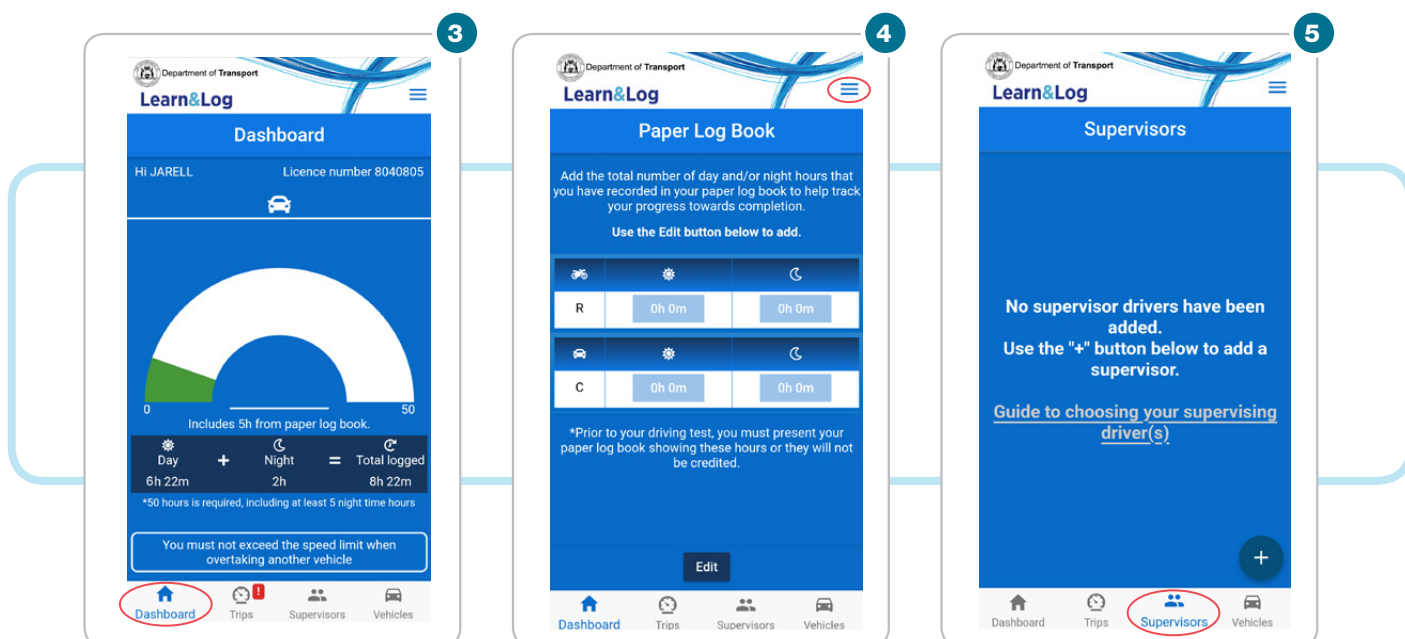 3
Department of Transport
Learn&Log
Dashboard
Hi JARELL Licence number 8040805
0 50
Includes 5h from paper log book.
Day + Night = Total logged
6h 22m 2h 8h 22m
*50 hours is required, including at least 5 night time hours
You must not exceed the speed limit when
overtaking another vehicle
Dashboard Trips Supervisors Vehicles
4
Department of Transport
Learn&Log
Paper Log Book
Add the total number of day and/or night hours that
you have recorded in your paper log book to help track
your progress towards completion.
Use the Edit button below to add.
R 0h 0m 0h 0m
C 0h 0m 0h 0m
*Prior to your driving test, you must present your
paper log book showing these hours or they will not
be credited.
Edit
Dashboard Trips Supervisors Vehicles
5
Department of Transport
Learn&Log
Supervisors
No supervisor drivers have been
added.
Use the "+" button below to add a
supervisor.
Guide to choosing your supervising
driver(s)
+
Dashboard Trips Supervisors Vehicles